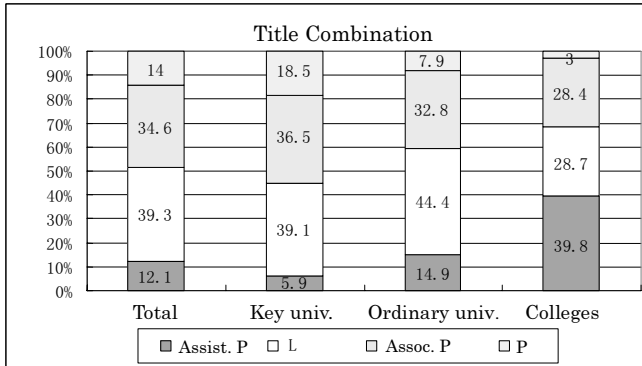 Title Combination
100%
90%
80%
70%
60%
50%
40%
30%
20%
10%
0%
14 18.5 7.9 3
34.6 36.5 32.8 28.4
39.3 39.1 44.4 28.7
12.1 5.9 14.9 39.8
Total Key univ. Ordinary univ. Colleges
Assist. P L Assoc. P P